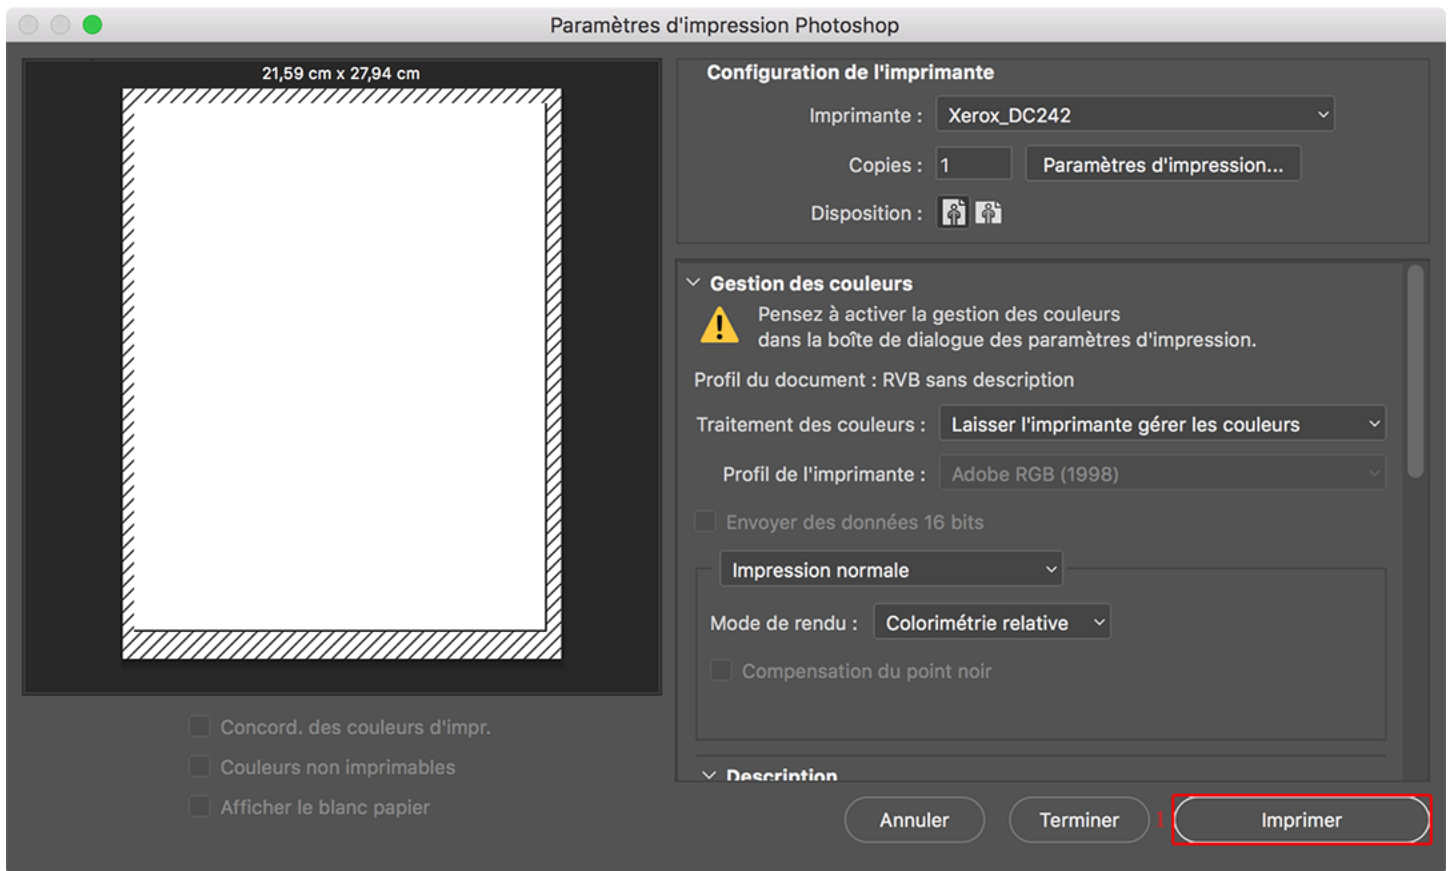 Paramètres d'impression Photoshop
21,59 cm x 27,94 cm
Configuration de l'imprimante
Imprimante : Xerox_DC242
Copies : 1 Paramètres d'impression...
Disposition :
Gestion des couleurs
Pensez à activer la gestion des couleurs
dans la boîte de dialogue des paramètres d'impression.
Profil du document : RVB sans description
Traitement des couleurs : Laisser l'imprimante gérer les couleurs
Profil de l'imprimante : Adobe RGB (1998)
Envoyer des données 16 bits
Impression normale
Mode de rendu : Colorimétrie relative
Compensation du point noir
Concord. des couleurs d'impr.
Couleurs non imprimables
Afficher le blanc papier
Description
Annuler Terminer 1 Imprimer